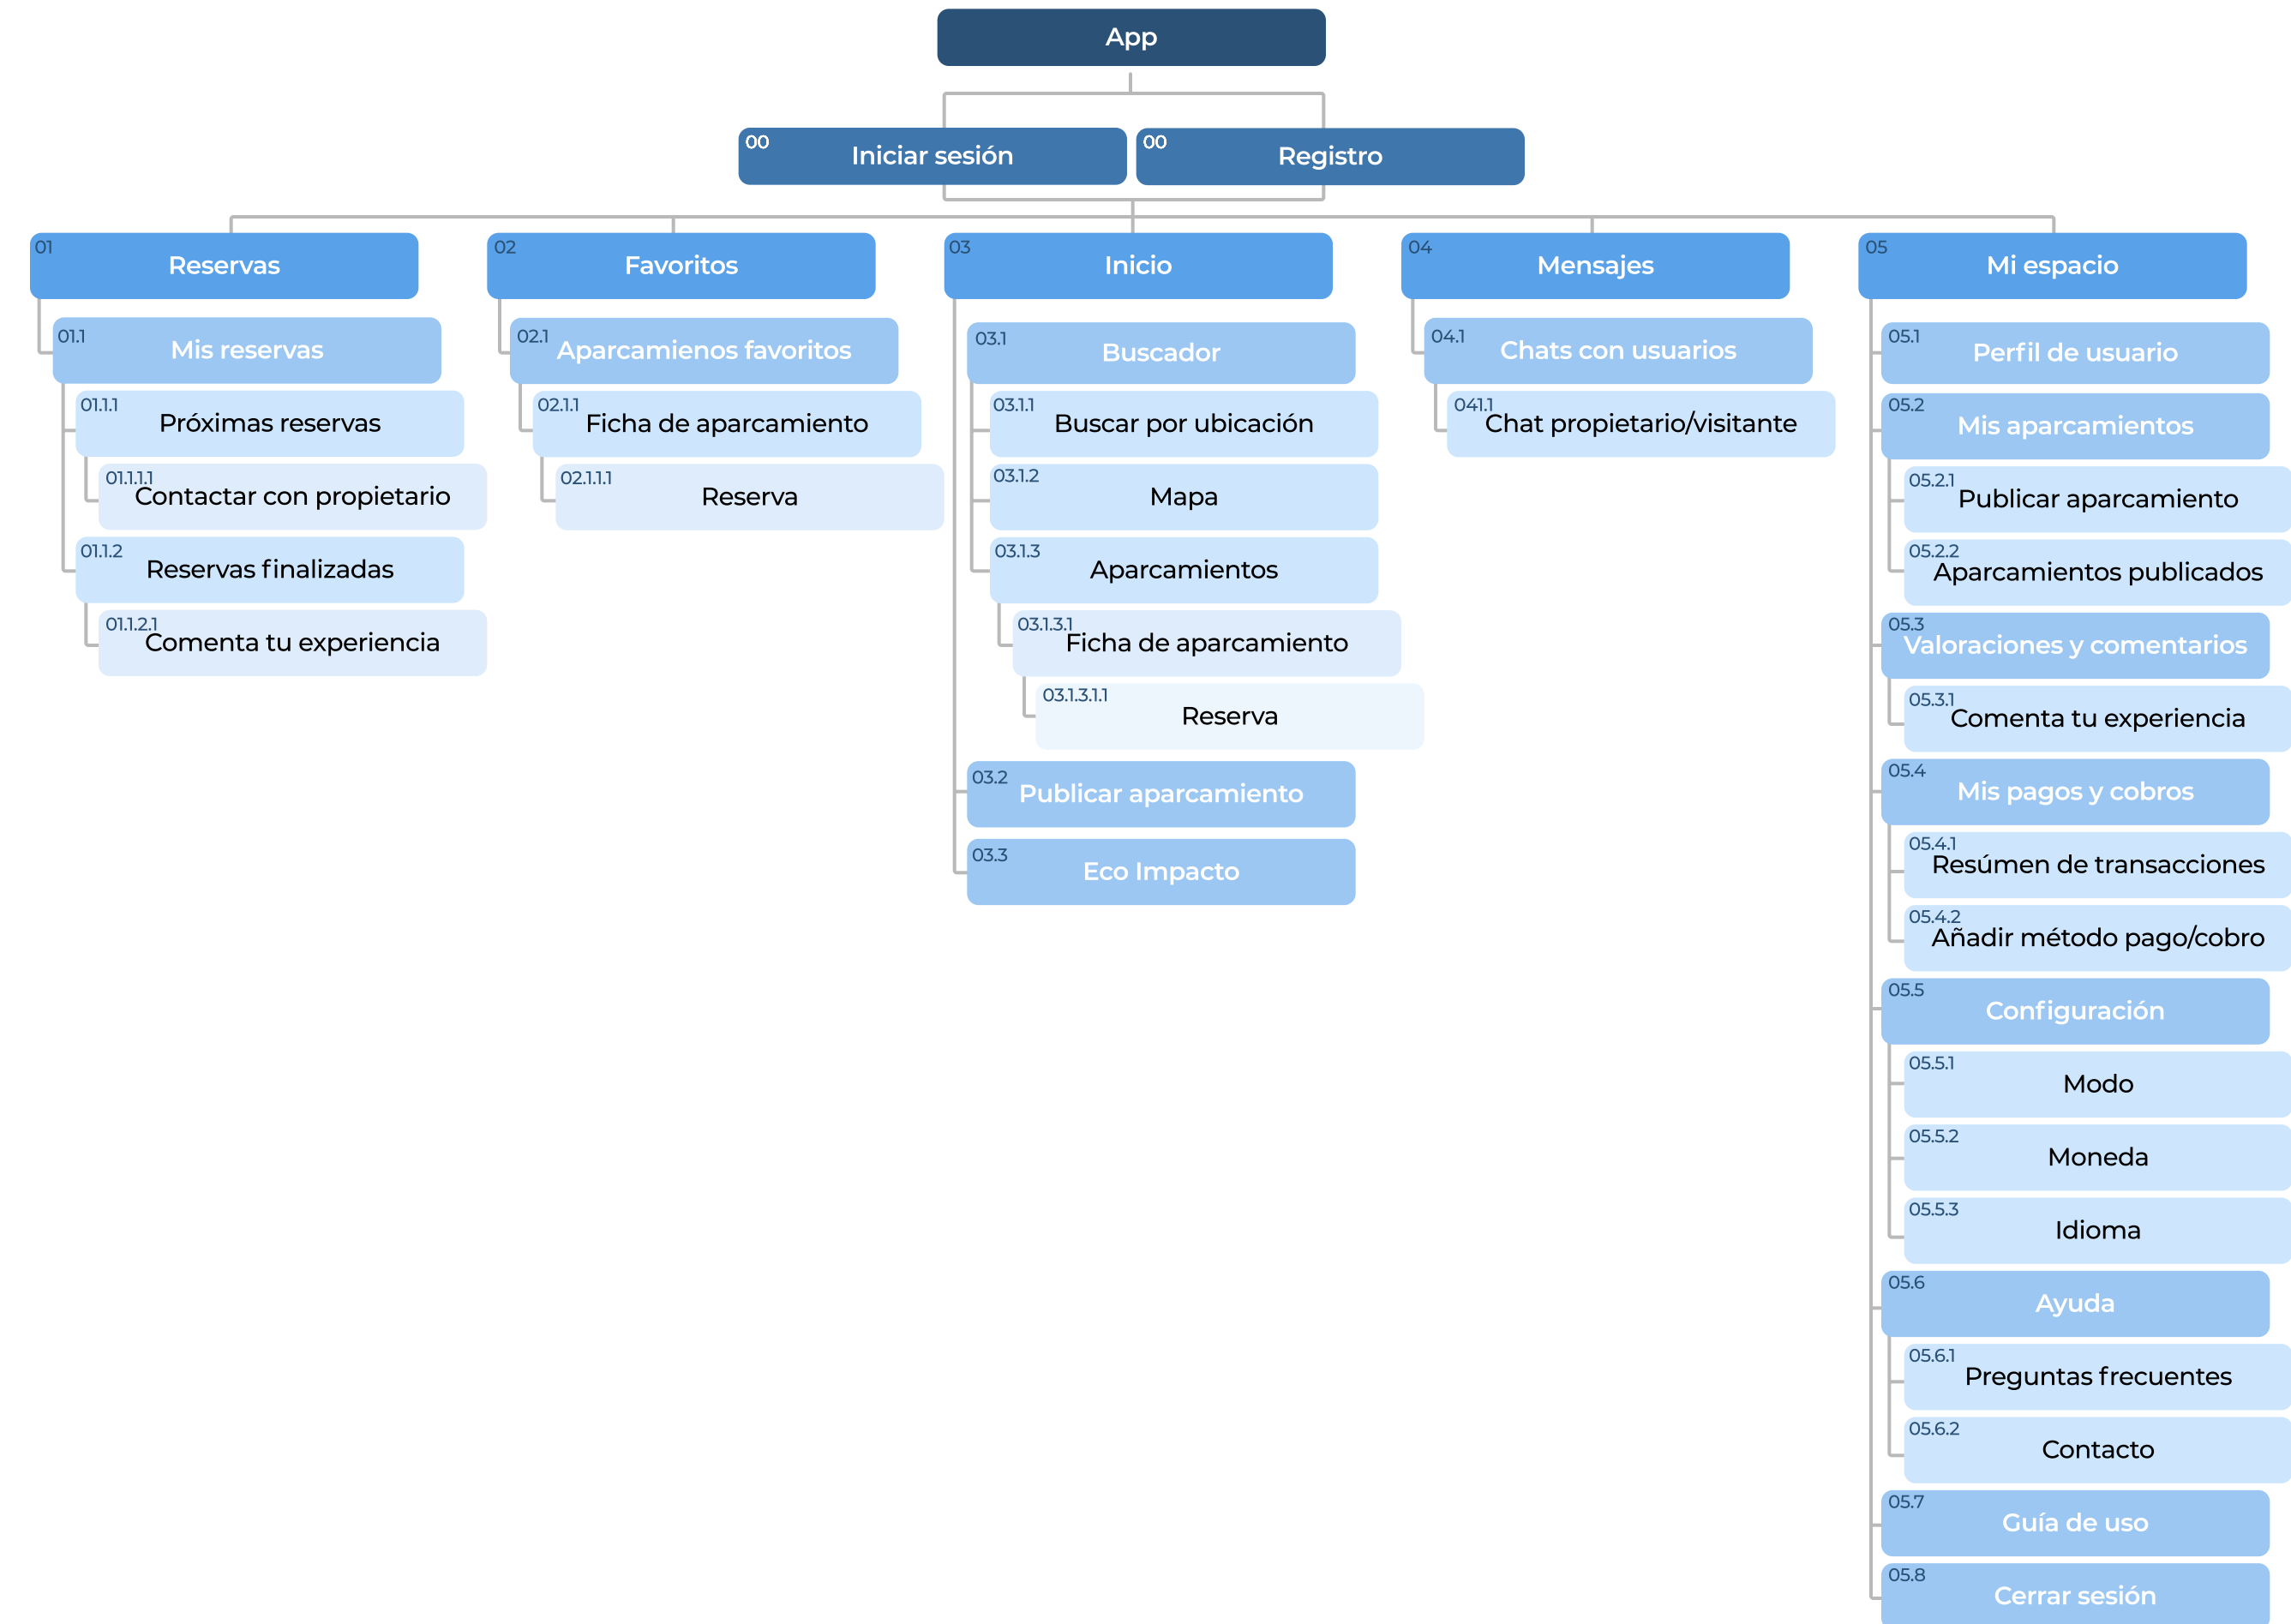 App
00
Iniciar sesión
00
Registro
01
Reservas
01.1
Mis reservas
01.1.1
Próximas reservas
01.1.1.1
Contactar con propietario
01.1.2
Reservas finalizadas
01.1.2.1
Comenta tu experiencia
02
Favoritos
02.1
Aparcamienos favoritos
02.1.1
Ficha de aparcamiento
02.1.1.1
Reserva
03
Inicio
03.1
Buscador
03.1.1
Buscar por ubicación
03.1.2
Mapa
03.1.3
Aparcamientos
03.1.3.1
Ficha de aparcamiento
03.1.3.1.1
Reserva
03.2
Publicar aparcamiento
03.3
Eco Impacto
04
Mensajes
04.1
Chats con usuarios
041.1
Chat propietario/visitante
05
Mi espacio
05.1
Perfil de usuario
05.2
Mis aparcamientos
05.2.1
Publicar aparcamiento
05.2.2
Aparcamientos publicados
05.3
Valoraciones y comentarios
05.3.1
Comenta tu experiencia
05.4
Mis pagos y cobros
05.4.1
Resúmen de transacciones
05.4.2
Añadir método pago/cobro
05.5
Configuración
05.5.1
Modo
05.5.2
Moneda
05.5.3
Idioma
05.6
Ayuda
05.6.1
Preguntas frecuentes
05.6.2
Contacto
05.7
Guía de uso
05.8
Cerrar sesión